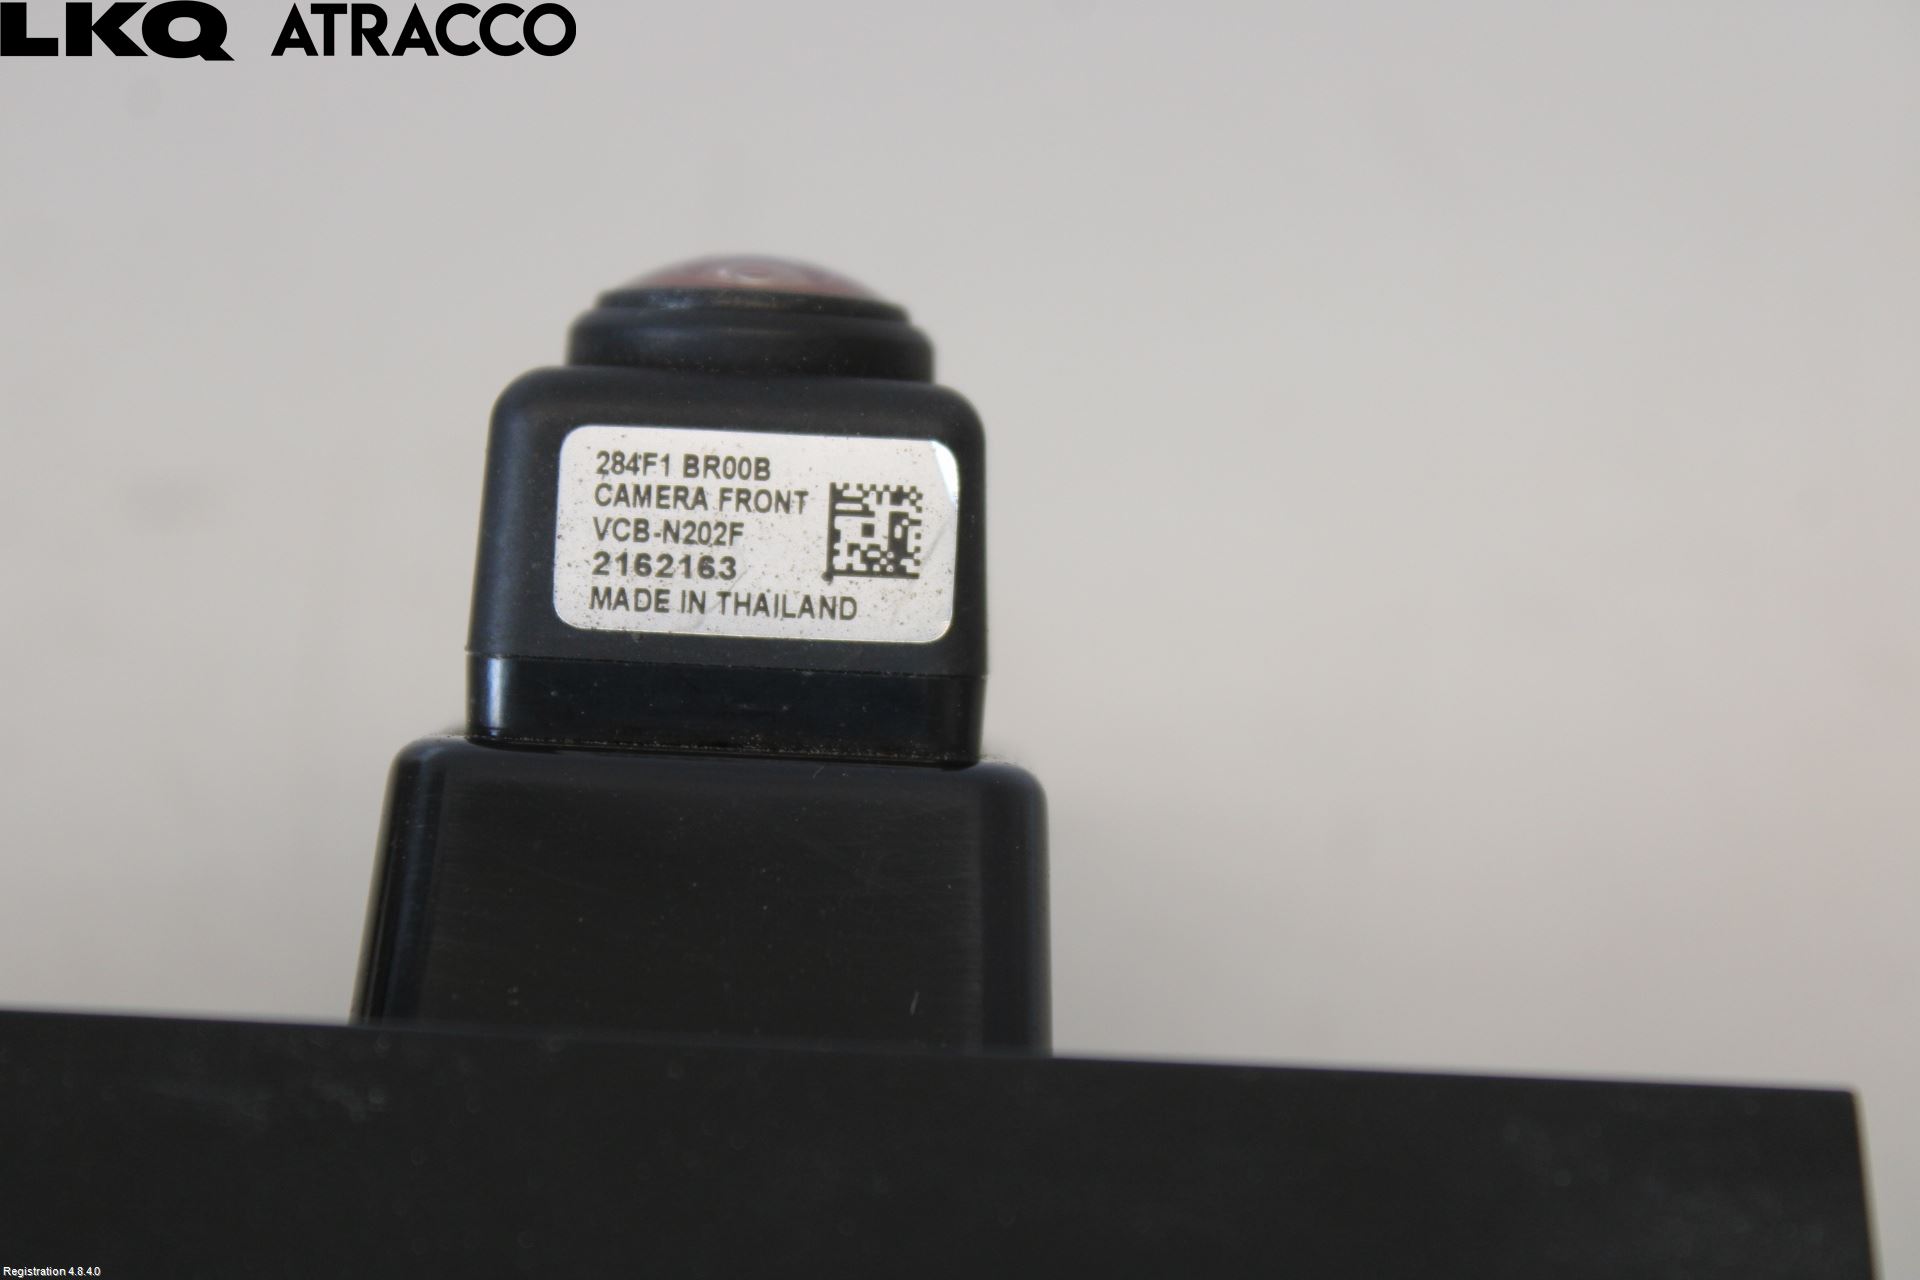 LKQ ATRACCO
284F1 BR00B
CAMERA FRONT
VCB-N202F
2162163
MADE IN THAILAND
Registration 4.8.4.0